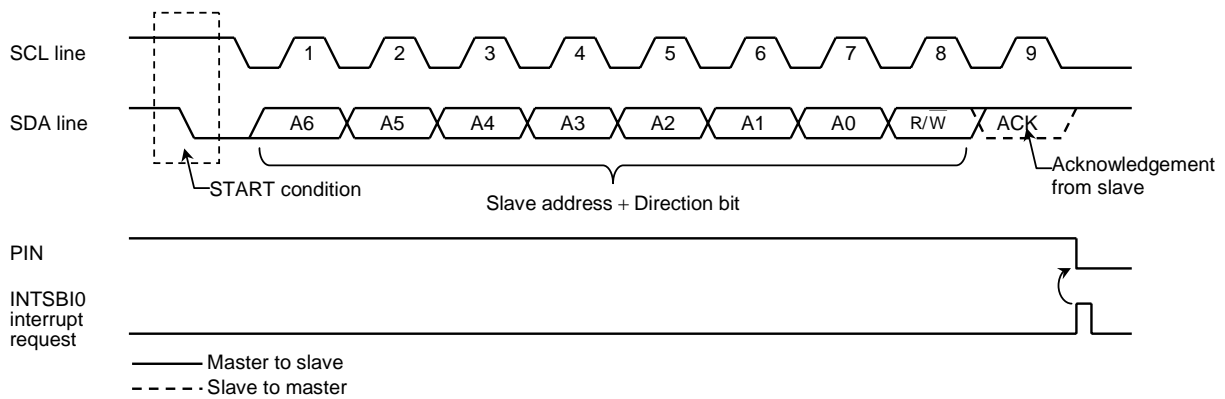 SCL line
1 2 3 4 5 6 7 8 9
SDA line
A6 A5 A4 A3 A2 A1 A0 R/W̅ ACK
START condition
Acknowledgement
from slave
Slave address + Direction bit
PIN
INTSBI0
interrupt
request
Master to slave
Slave to master